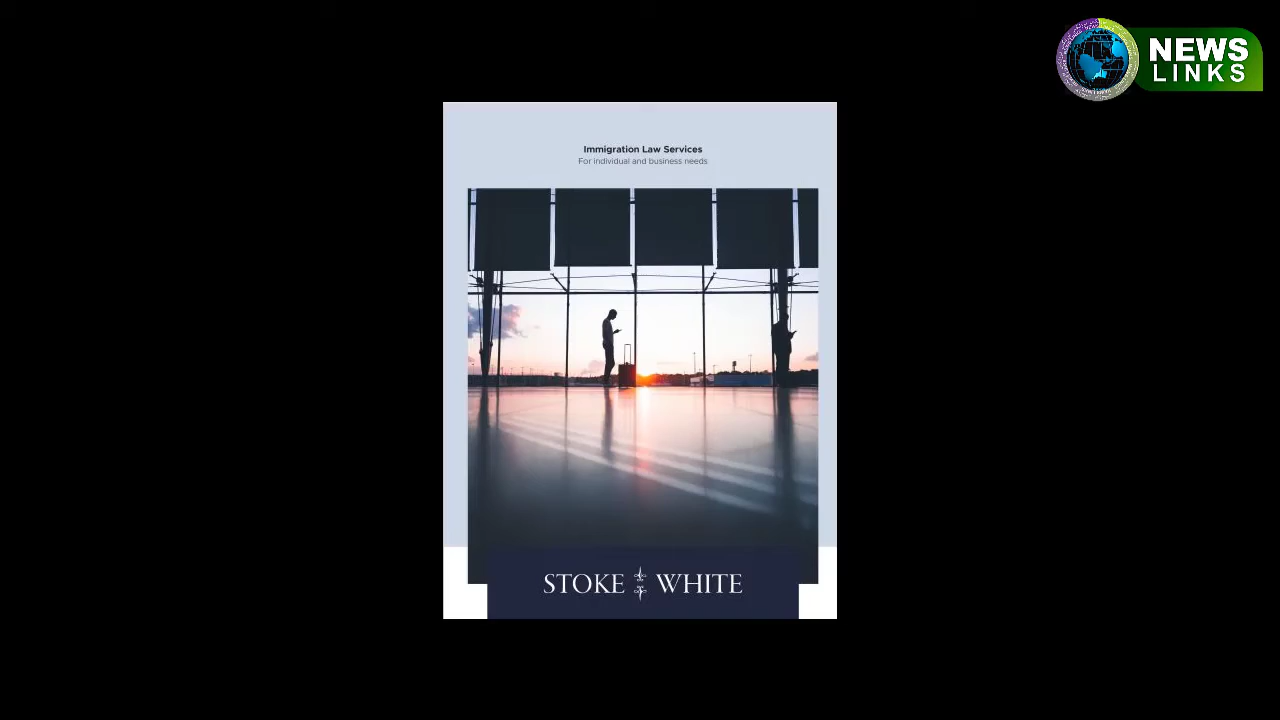 NEWS
LINKS
Immigration Law Services
For individual and business needs
STOKE WHITE